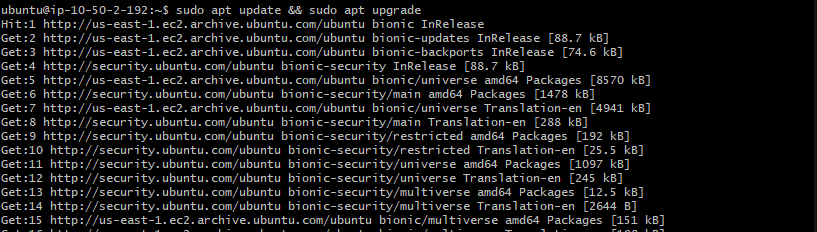 ubuntu@ip-10-50-2-192:~$ sudo apt update && sudo apt upgrade
Hit:1 http://us-east-1.ec2.archive.ubuntu.com/ubuntu bionic InRelease
Get:2 http://us-east-1.ec2.archive.ubuntu.com/ubuntu bionic-updates InRelease [88.7 kB]
Get:3 http://us-east-1.ec2.archive.ubuntu.com/ubuntu bionic-backports InRelease [74.6 kB]
Get:4 http://security.ubuntu.com/ubuntu bionic-security InRelease [88.7 kB]
Get:5 http://us-east-1.ec2.archive.ubuntu.com/ubuntu bionic/universe amd64 Packages [8570 kB]
Get:6 http://security.ubuntu.com/ubuntu bionic-security/main amd64 Packages [1478 kB]
Get:7 http://us-east-1.ec2.archive.ubuntu.com/ubuntu bionic/universe Translation-en [4941 kB]
Get:8 http://security.ubuntu.com/ubuntu bionic-security/main Translation-en [288 kB]
Get:9 http://security.ubuntu.com/ubuntu bionic-security/restricted amd64 Packages [192 kB]
Get:10 http://security.ubuntu.com/ubuntu bionic-security/restricted Translation-en [25.5 kB]
Get:11 http://security.ubuntu.com/ubuntu bionic-security/universe amd64 Packages [1097 kB]
Get:12 http://security.ubuntu.com/ubuntu bionic-security/universe Translation-en [245 kB]
Get:13 http://security.ubuntu.com/ubuntu bionic-security/multiverse amd64 Packages [12.5 kB]
Get:14 http://security.ubuntu.com/ubuntu bionic-security/multiverse Translation-en [2644 B]
Get:15 http://us-east-1.ec2.archive.ubuntu.com/ubuntu bionic/multiverse amd64 Packages [151 kB]